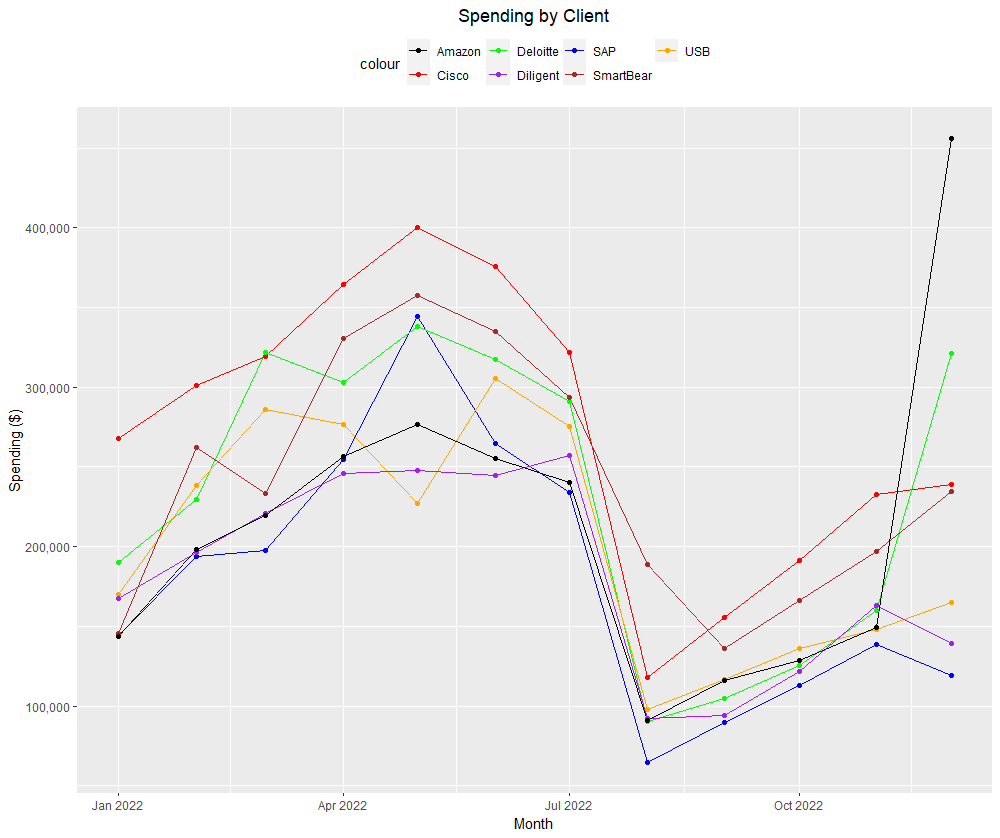 Spending by Client
colour
Amazon Deloitte SAP USB
Cisco Diligent SmartBear
400,000
300,000
200,000
100,000
Spending ($)
Jan 2022 Apr 2022 Jul 2022 Oct 2022
Month